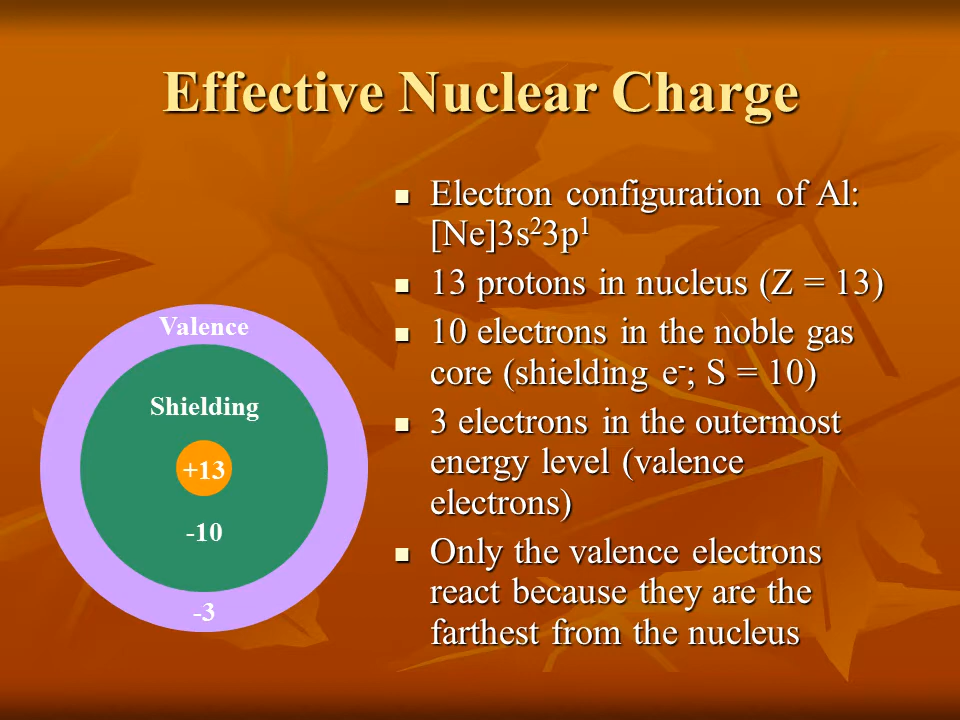 Effective Nuclear Charge
Valence
Shielding
+13
-10
-3
Electron configuration of Al:
[Ne]3s²3p¹
13 protons in nucleus (Z = 13)
10 electrons in the noble gas
core (shielding e⁻; S = 10)
3 electrons in the outermost
energy level (valence
electrons)
Only the valence electrons
react because they are the
farthest from the nucleus